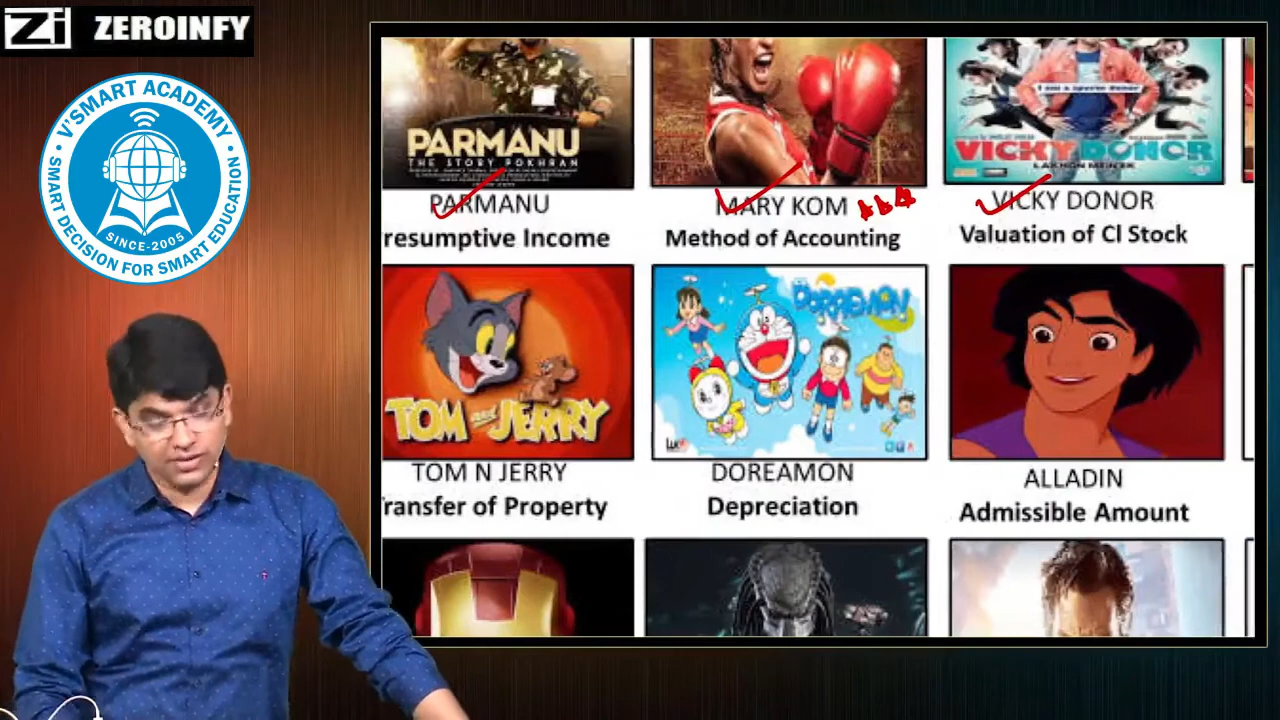 Zi ZEROINFY
V'SMART ACADEMY
SMART DECISION FOR SMART EDUCATION
SINCE-2005
PARMANU
THE STORY POKHRAN
VICKY DONOR
PARMANU
MARY KOM
VICKY DONOR
resumptive Income
Method of Accounting
Valuation of Cl Stock
TOM and JERRY
DORAEMON
TOM N JERRY
DOREAMON
ALLADIN
ransfer of Property
Depreciation
Admissible Amount